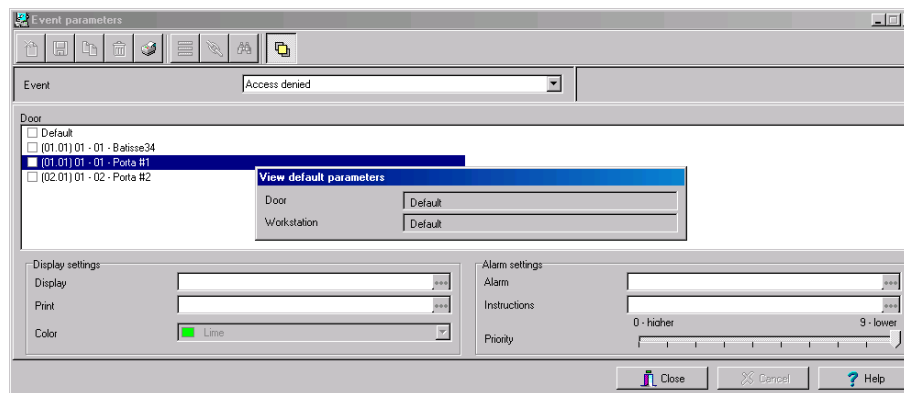 Event parameters
Event
Access denied
Door
Default
(01.01) 01 - 01 - Batisse34
(01.01) 01 - 01 - Porta #1
(02.01) 01 - 02 - Porta #2
View default parameters
Door
Default
Workstation
Default
Display settings
Display
Print
Color
Lime
Alarm settings
Alarm
Instructions
0 - higher
9 - lower
Priority
Close
Cancel
Help